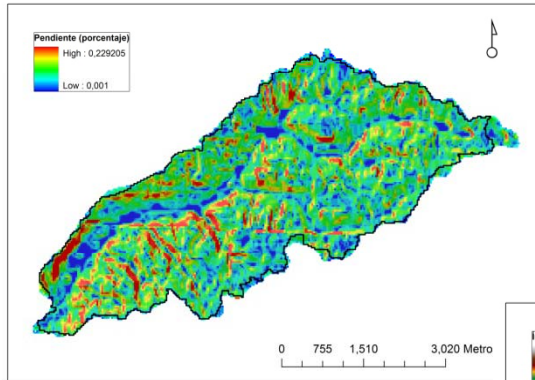 Pendiente (porcentaje)
High : 0,229205
Low : 0,001
0 755 1,510 3,020 Metro